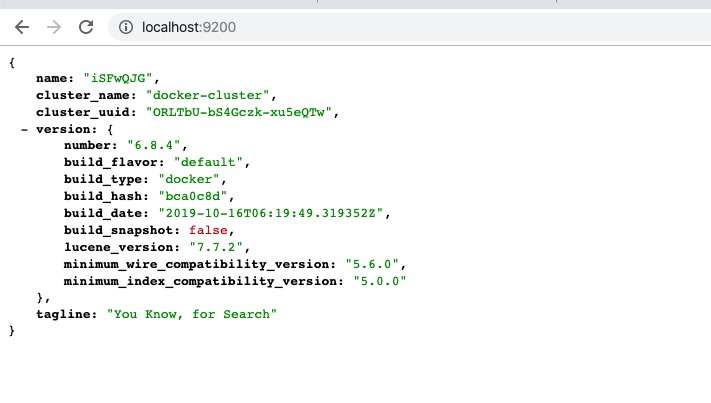 localhost:9200
{
name: "iSFwQJG",
cluster_name: "docker-cluster",
cluster_uuid: "ORLTbU-bS4Gczk-xu5eQTw",
- version: {
number: "6.8.4",
build_flavor: "default",
build_type: "docker",
build_hash: "bca0c8d",
build_date: "2019-10-16T06:19:49.319352Z",
build_snapshot: false,
lucene_version: "7.7.2",
minimum_wire_compatibility_version: "5.6.0",
minimum_index_compatibility_version: "5.0.0"
},
tagline: "You Know, for Search"
}